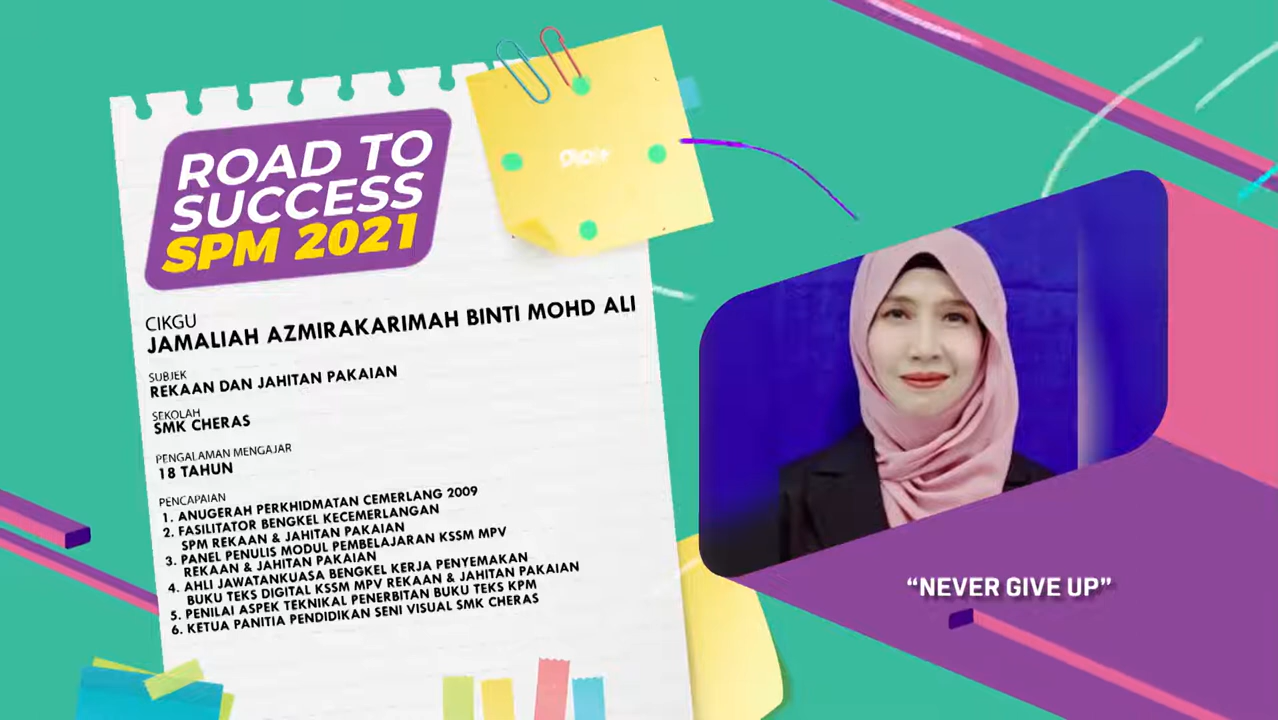 ROAD TO
SUCCESS
SPM 2021
CIKGU
JAMALIAH AZMIRAKARIMAH BINTI MOHD ALI
SUBJEK
REKAAN DAN JAHITAN PAKAIAN
SEKOLAH
SMK CHERAS
PENGALAMAN MENGAJAR
18 TAHUN
PENCAPAIAN
1. ANUGERAH PERKHIDMATAN CEMERLANG 2009
2. FASILITATOR BENGKEL KECEMERLANGAN
SPM REKAAN & JAHITAN PAKAIAN
3. PANEL PENULIS MODUL PEMBELAJARAN KSSM MPV
REKAAN & JAHITAN PAKAIAN
4. AHLI JAWATANKUASA BENGKEL KERJA PENYEMAKAN
BUKU TEKS DIGITAL KSSM MPV REKAAN & JAHITAN PAKAIAN
5. PENILAI ASPEK TEKNIKAL PENERBITAN BUKU TEKS KPM
6. KETUA PANITIA PENDIDIKAN SENI VISUAL SMK CHERAS
“NEVER GIVE UP”